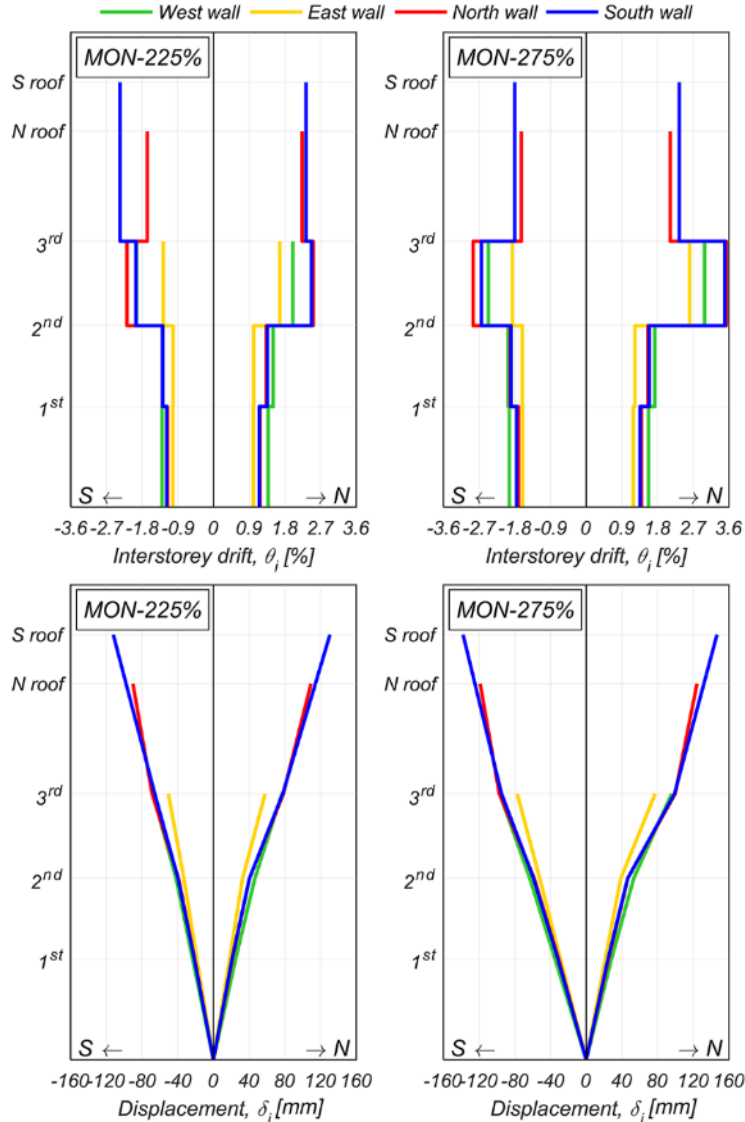 West wall East wall North wall South wall
MON-225% MON-275%
S roof S roof
N roof N roof
3rd 3rd
2nd 2nd
1st 1st
S ← → N S ← → N
-3.6 -2.7 -1.8 -0.9 0 0.9 1.8 2.7 3.6 -3.6 -2.7 -1.8 -0.9 0 0.9 1.8 2.7 3.6
Interstorey drift, θi [%] Interstorey drift, θi [%]
MON-225% MON-275%
S roof S roof
N roof N roof
3rd 3rd
2nd 2nd
1st 1st
S ← → N S ← → N
-160 -120 -80 -40 0 40 80 120 160 -160 -120 -80 -40 0 40 80 120 160
Displacement, δi [mm] Displacement, δi [mm]